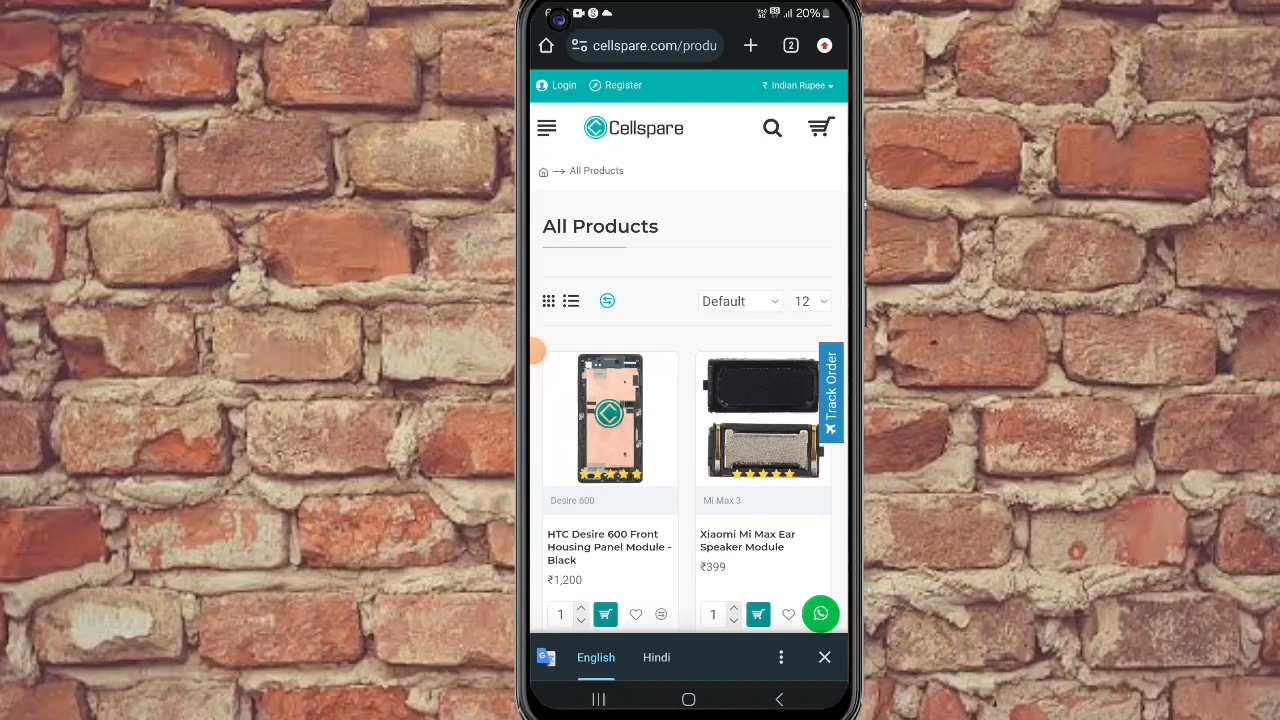 20%
cellspare.com/produ
2
Login Register ₹ Indian Rupee
Cellspare
All Products
All Products
Default 12
Track Order
Desire 600
Mi Max 3
HTC Desire 600 Front
Housing Panel Module -
Black
₹1,200
Xiaomi Mi Max Ear
Speaker Module
₹399
1
1
English Hindi